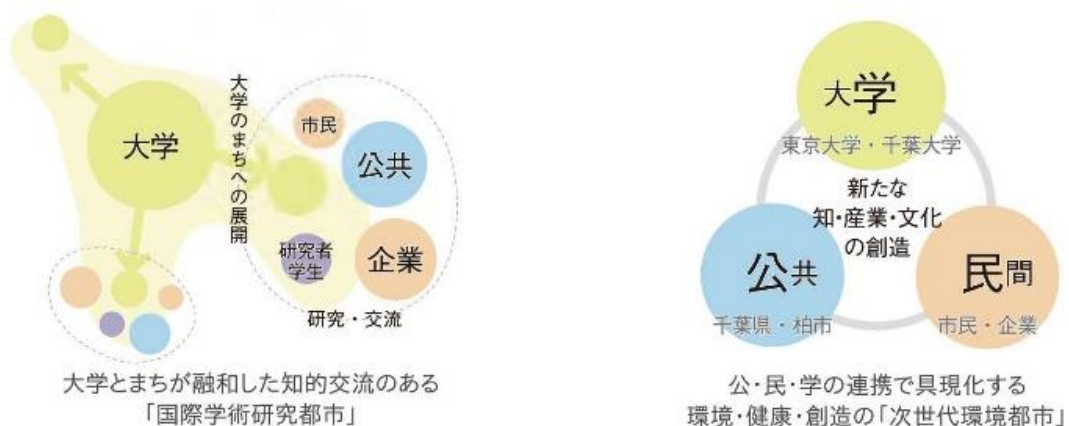 大学
大学のまちへの展開
市民
公共
研究者
学生
企業
研究・交流
大学とまちが融和した知的交流のある
「国際学術研究都市」
大学
東京大学・千葉大学
新たな
知・産業・文化
の創造
公共
千葉県・柏市
民間
市民・企業
公・民・学の連携で具現化する
環境・健康・創造の「次世代環境都市」